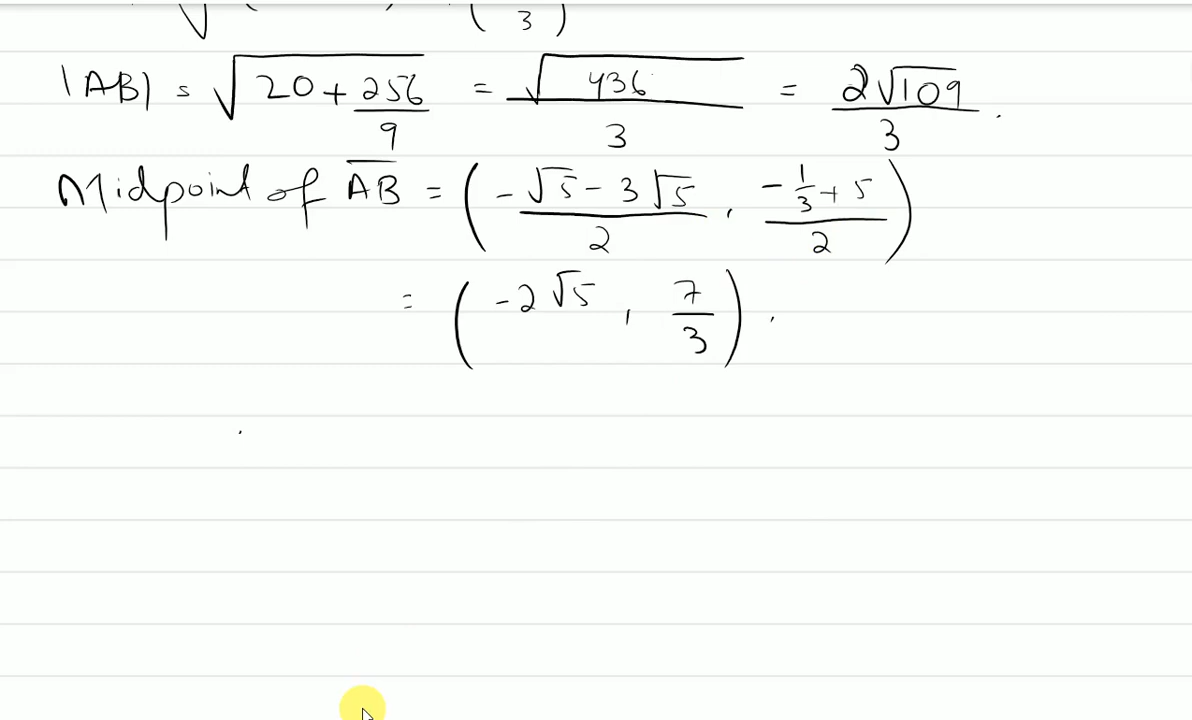 √( , ( 3 )
|AB| = √(20 + 256/9) = √436/3 = 2√109/3 .
Midpoint of A̅B̅ = ( (-√5 - 3√5)/2 , (-1/3 + 5)/2 )
= ( -2√5 , 7/3 ) .